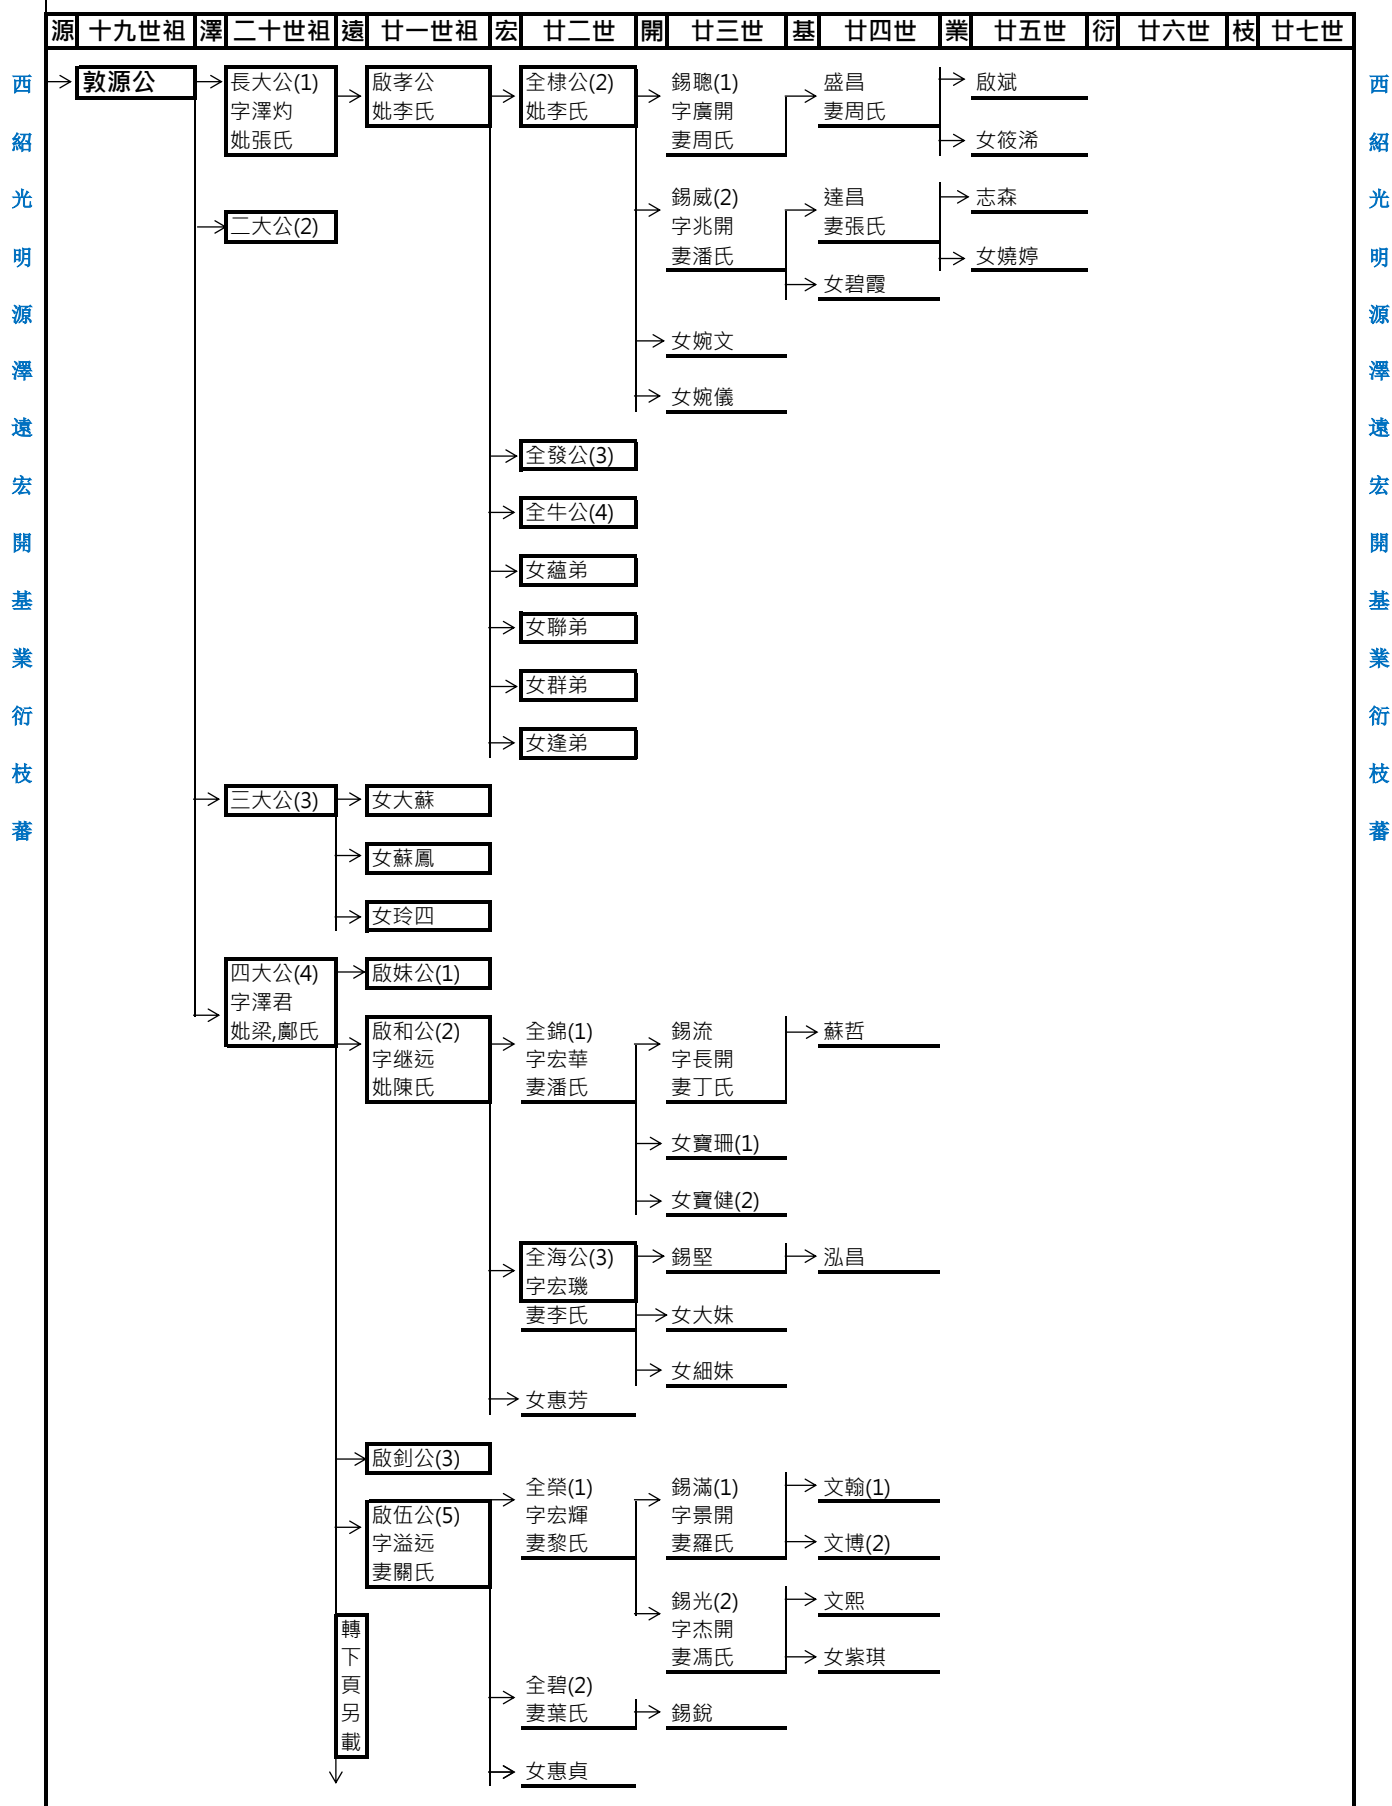 源 十九世祖 澤 二十世祖 遠 廿一世祖 宏 廿二世 開 廿三世 基 廿四世 業 廿五世 衍 廿六世 枝 廿七世
西
紹
光
明
源
澤
遠
宏
開
基
業
衍
枝
蕃
敦源公
長大公(1)
字澤灼
妣張氏
啟孝公
妣李氏
全棣公(2)
妣李氏
錫聰(1)
字廣開
妻周氏
盛昌
妻周氏
啟斌
女筱浠
錫威(2)
字兆開
妻潘氏
達昌
妻張氏
志森
女嬈婷
女碧霞
女婉文
女婉儀
全發公(3)
全牛公(4)
女蘊弟
女聯弟
女群弟
女逢弟
二大公(2)
三大公(3)
女大蘇
女蘇鳳
女玲四
四大公(4)
字澤君
妣梁,鄺氏
啟妹公(1)
啟和公(2)
字继远
妣陳氏
全錦(1)
字宏華
妻潘氏
錫流
字長開
妻丁氏
蘇哲
女寶珊(1)
女寶健(2)
全海公(3)
字宏璣
妻李氏
錫堅
泓昌
女大妹
女細妹
女惠芳
啟釗公(3)
啟伍公(5)
字溢远
妻關氏
全榮(1)
字宏輝
妻黎氏
錫滿(1)
字景開
妻羅氏
文翰(1)
文博(2)
錫光(2)
字杰開
妻馮氏
文熙
女紫琪
全碧(2)
妻葉氏
錫銳
女惠貞
轉
下
頁
另
載
西
紹
光
明
源
澤
遠
宏
開
基
業
衍
枝
蕃